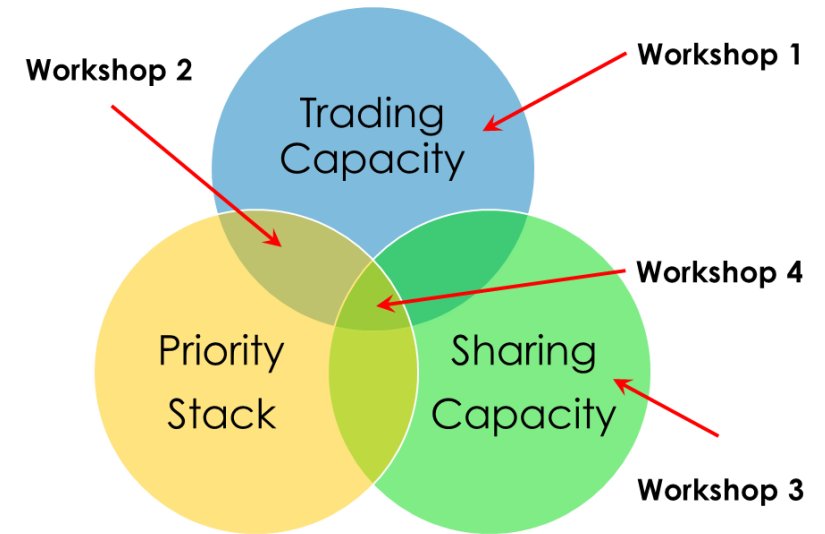 Workshop 1
Workshop 2
Trading
Capacity
Workshop 4
Priority
Stack
Sharing
Capacity
Workshop 3